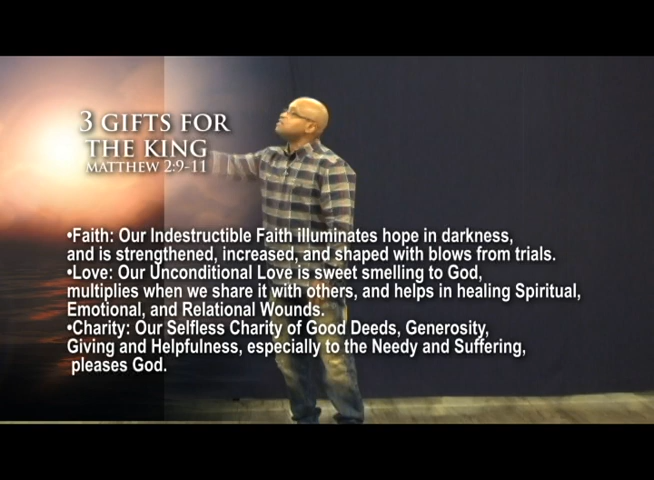 3 GIFTS FOR
THE KING
MATTHEW 2:9-11
•Faith: Our Indestructible Faith illuminates hope in darkness,
and is strengthened, increased, and shaped with blows from trials.
•Love: Our Unconditional Love is sweet smelling to God,
multiplies when we share it with others, and helps in healing Spiritual,
Emotional, and Relational Wounds.
•Charity: Our Selfless Charity of Good Deeds, Generosity,
Giving and Helpfulness, especially to the Needy and Suffering,
pleases God.